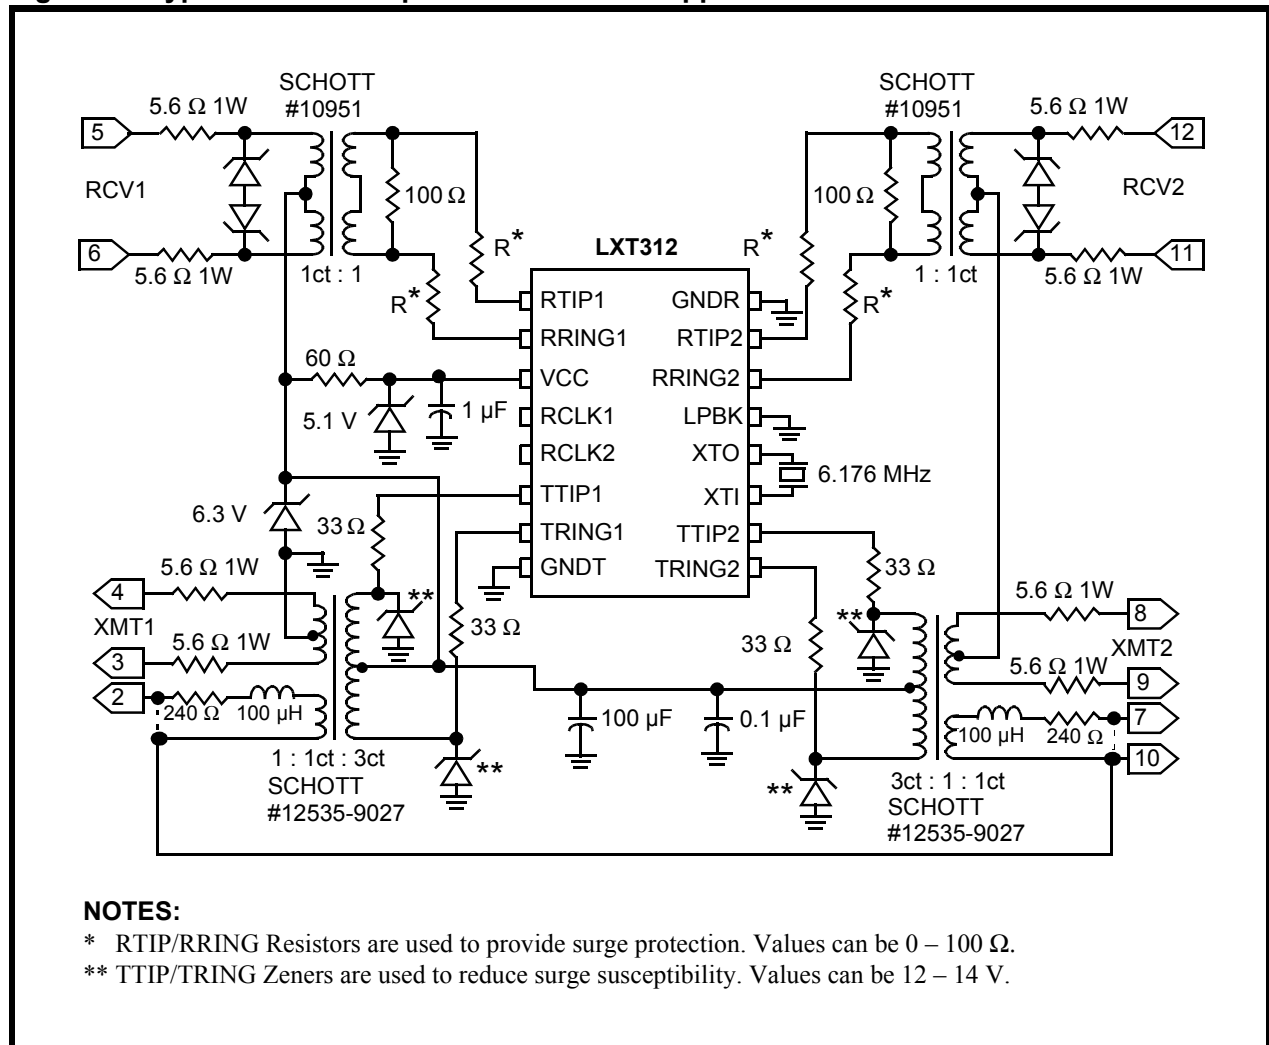 SCHOTT
#10951
SCHOTT
#10951
5.6 Ω 1W
5.6 Ω 1W
5
12
100 Ω
100 Ω
RCV1
RCV2
R*
LXT312
R*
6
11
5.6 Ω 1W
1ct : 1
1 : 1ct
5.6 Ω 1W
R*
R*
RTIP1
GNDR
RRING1
RTIP2
60 Ω
VCC
RRING2
5.1 V
1 µF
RCLK1
LPBK
RCLK2
XTO
6.176 MHz
TTIP1
XTI
6.3 V
33 Ω
TRING1
TTIP2
GNDT
TRING2
33 Ω
5.6 Ω 1W
5.6 Ω 1W
4
**
**
8
XMT1
33 Ω
33 Ω
XMT2
5.6 Ω 1W
5.6 Ω 1W
3
9
2
7
240 Ω
100 µH
100 µF
0.1 µF
100 µH
240 Ω
10
1 : 1ct : 3ct
**
**
3ct : 1 : 1ct
SCHOTT
SCHOTT
#12535-9027
#12535-9027
NOTES:
* RTIP/RRING Resistors are used to provide surge protection. Values can be 0 – 100 Ω.
** TTIP/TRING Zeners are used to reduce surge susceptibility. Values can be 12 – 14 V.